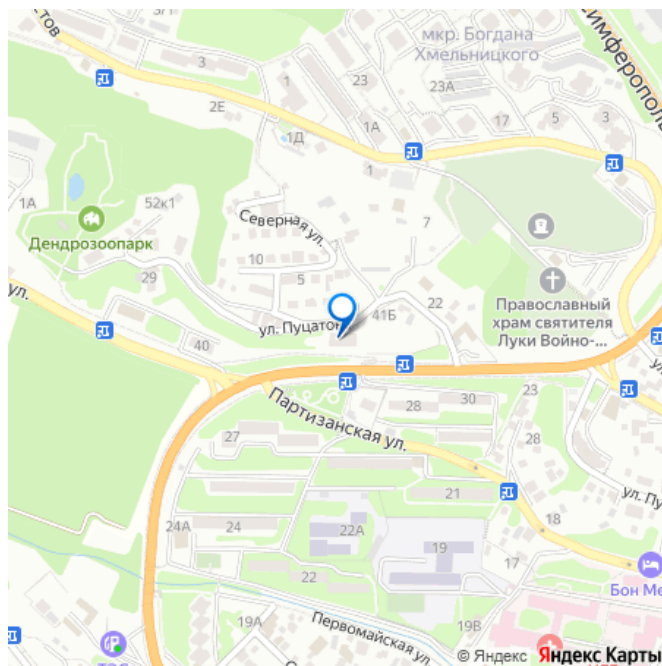 3/1
мкр. Богдана
Хмельницкого
3
1
23
23А
17
5
3
2Е
1А
1Д
1
1А
52к1
Северная ул.
7
Дендрозоопарк
10
29
5
22
Православный
храм святителя
Луки Войно-...
ул.
ул. Пуцатов
41Б
40
Партизанская ул.
23
28
30
27
28
21
18
24А
24
22А
19
17
22
Бон Ме
19А
Первомайская ул.
19В
© Яндекс Яндекс Карты